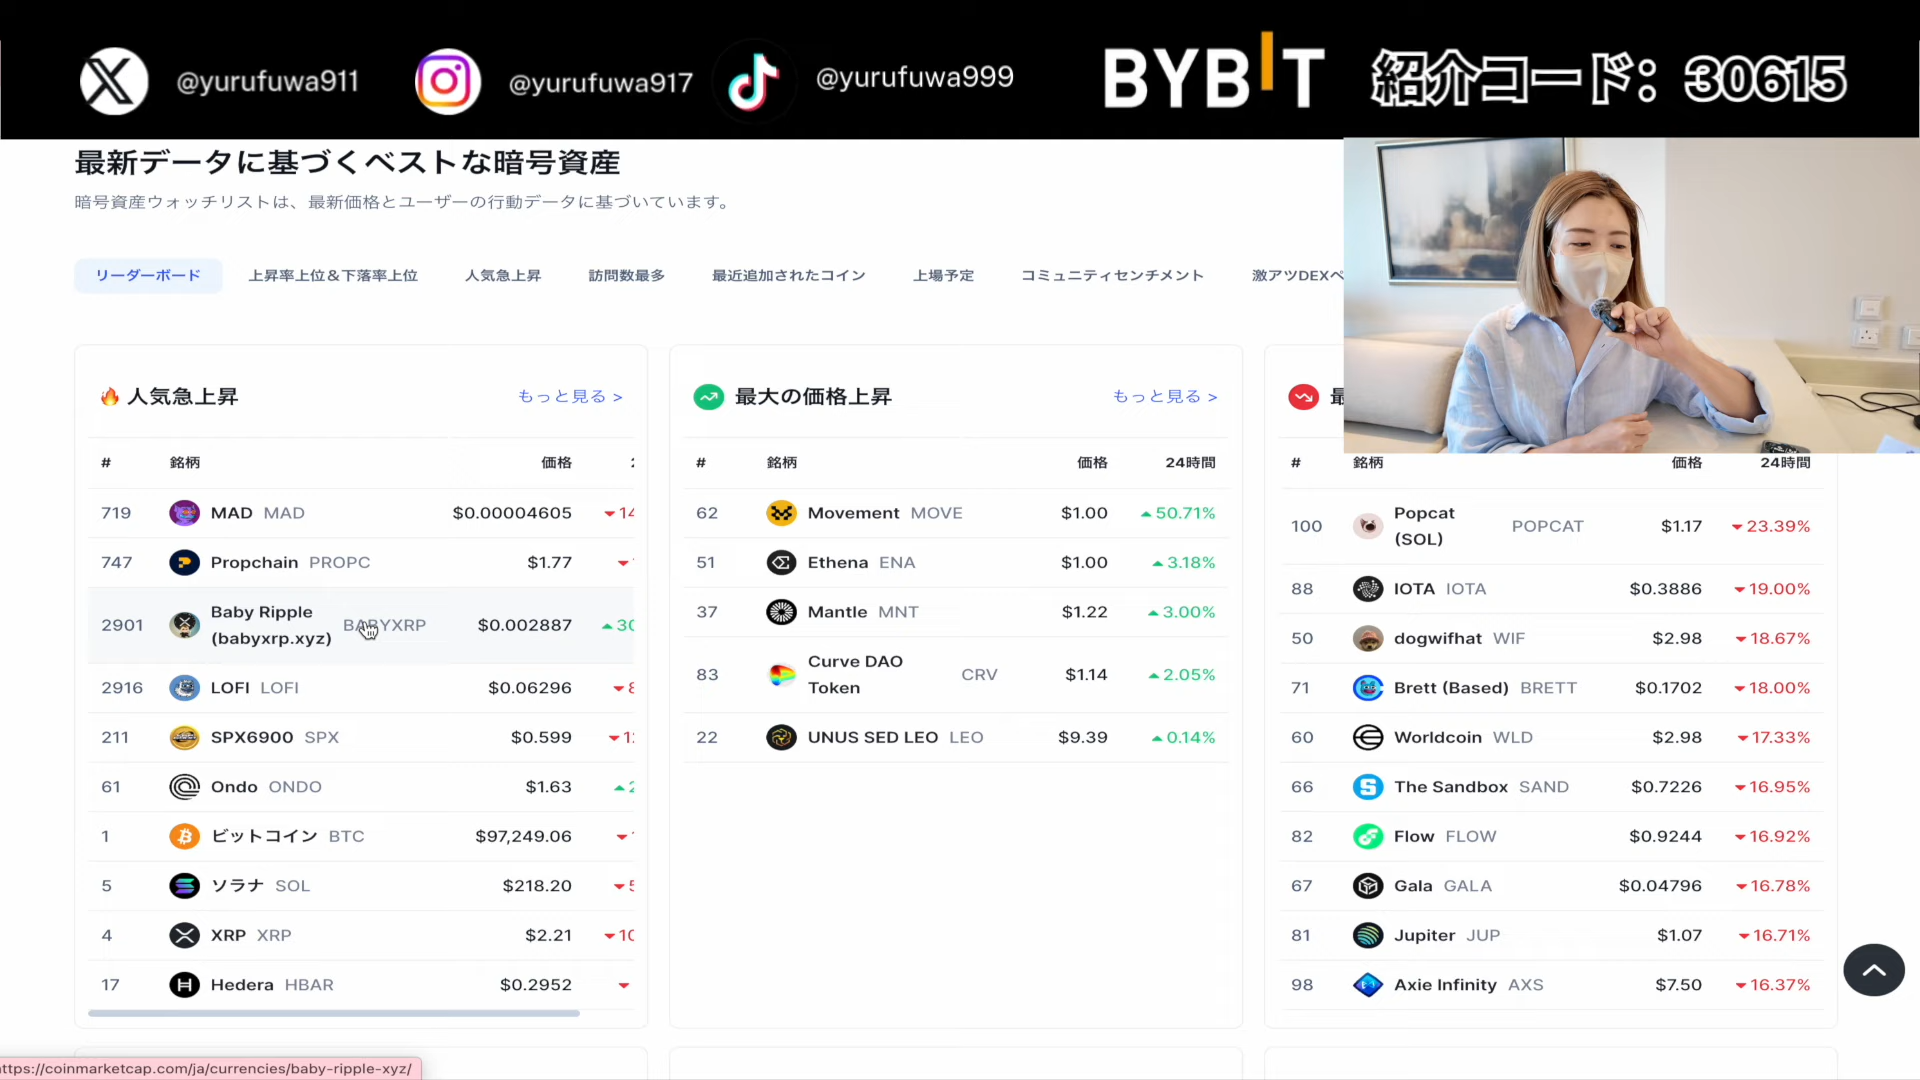 @yurufuwa911 @yurufuwa917 @yurufuwa999 BYBIT 紹介コード：30615
最新データに基づくベストな暗号資産
暗号資産ウォッチリストは、最新価格とユーザーの行動データに基づいています。
リーダーボード 上昇率上位＆下落率上位 人気急上昇 訪問数最多 最近追加されたコイン 上場予定 コミュニティセンチメント 激アツDEXペ
人気急上昇 もっと見る >
# 銘柄 価格
719 MAD MAD $0.00004605 14
747 Propchain PROPC $1.77
2901 Baby Ripple (babyxrp.xyz) BABYXRP $0.002887 30
2916 LOFI LOFI $0.06296 8
211 SPX6900 SPX $0.599
61 Ondo ONDO $1.63 2
1 ビットコイン BTC $97,249.06
5 ソラナ SOL $218.20 5
4 XRP XRP $2.21 10
17 Hedera HBAR $0.2952
最大の価格上昇 もっと見る >
# 銘柄 価格 24時間
62 Movement MOVE $1.00 50.71%
51 Ethena ENA $1.00 3.18%
37 Mantle MNT $1.22 3.00%
83 Curve DAO Token CRV $1.14 2.05%
22 UNUS SED LEO LEO $9.39 0.14%
# 銘柄 価格 24時間
100 Popcat (SOL) POPCAT $1.17 23.39%
88 IOTA IOTA $0.3886 19.00%
50 dogwifhat WIF $2.98 18.67%
71 Brett (Based) BRETT $0.1702 18.00%
60 Worldcoin WLD $2.98 17.33%
66 The Sandbox SAND $0.7226 16.95%
82 Flow FLOW $0.9244 16.92%
67 Gala GALA $0.04796 16.78%
81 Jupiter JUP $1.07 16.71%
98 Axie Infinity AXS $7.50 16.37%
ttps://coinmarketcap.com/ja/currencies/baby-ripple-xyz/